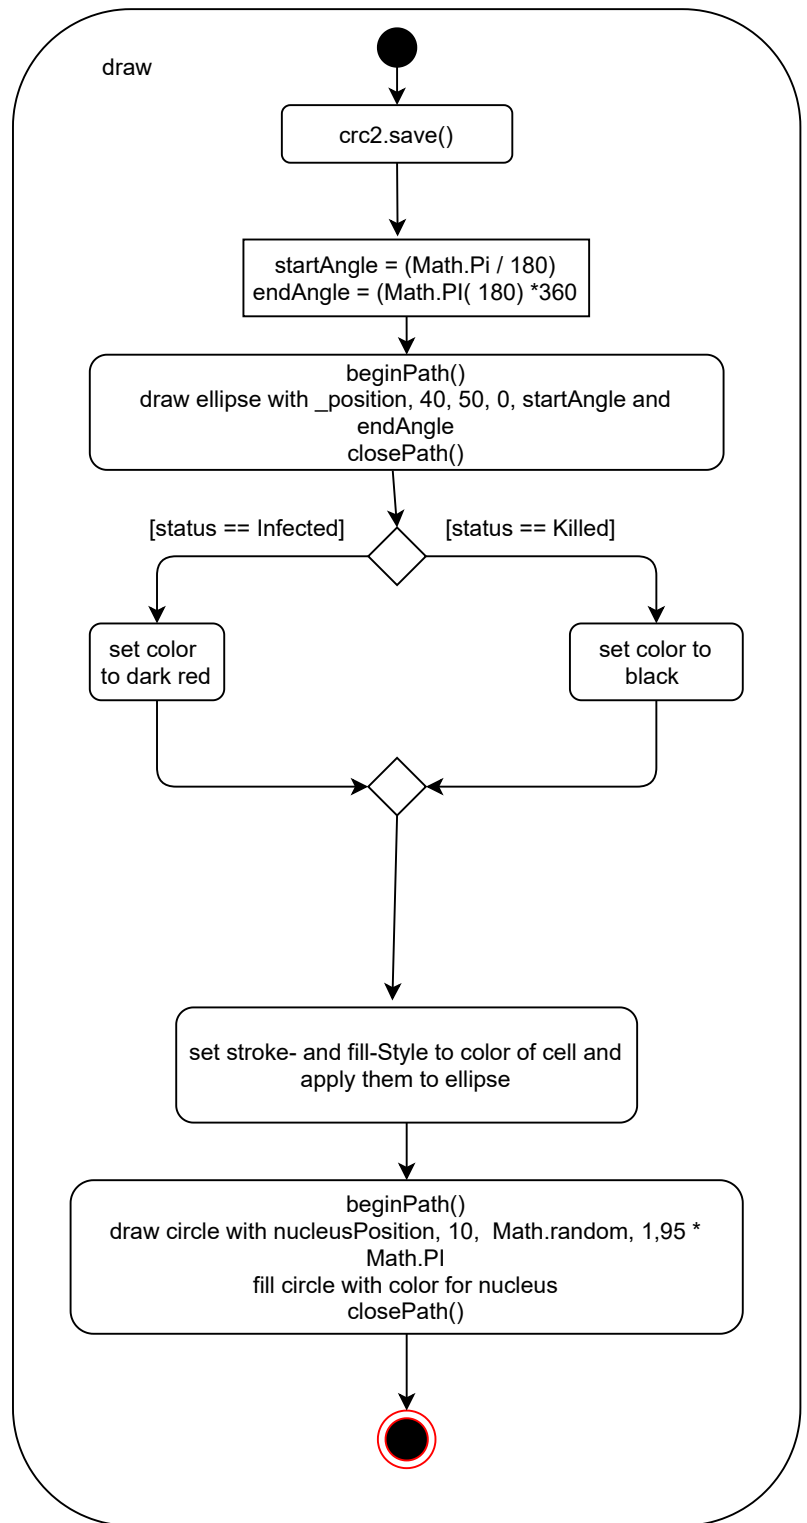 draw
crc2.save()
startAngle = (Math.Pi / 180)
endAngle = (Math.PI( 180) *360
beginPath()
draw ellipse with _position, 40, 50, 0, startAngle and
endAngle
closePath()
[status == Infected]
[status == Killed]
set color
to dark red
set color to
black
set stroke- and fill-Style to color of cell and
apply them to ellipse
beginPath()
draw circle with nucleusPosition, 10, Math.random, 1,95 *
Math.PI
fill circle with color for nucleus
closePath()